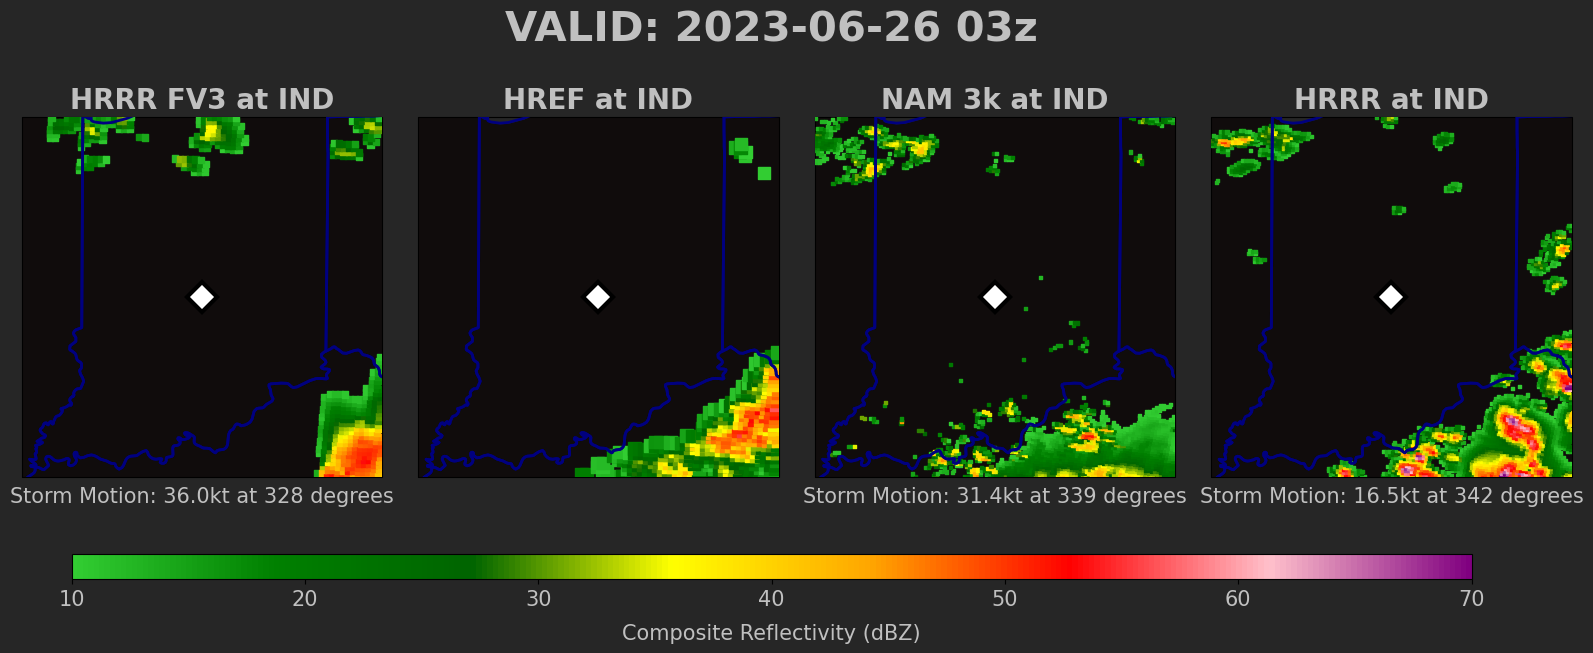 VALID: 2023-06-26 03z
HRRR FV3 at IND
HREF at IND
NAM 3k at IND
HRRR at IND
Storm Motion: 36.0kt at 328 degrees
Storm Motion: 31.4kt at 339 degrees
Storm Motion: 16.5kt at 342 degrees
10 20 30 40 50 60 70
Composite Reflectivity (dBZ)